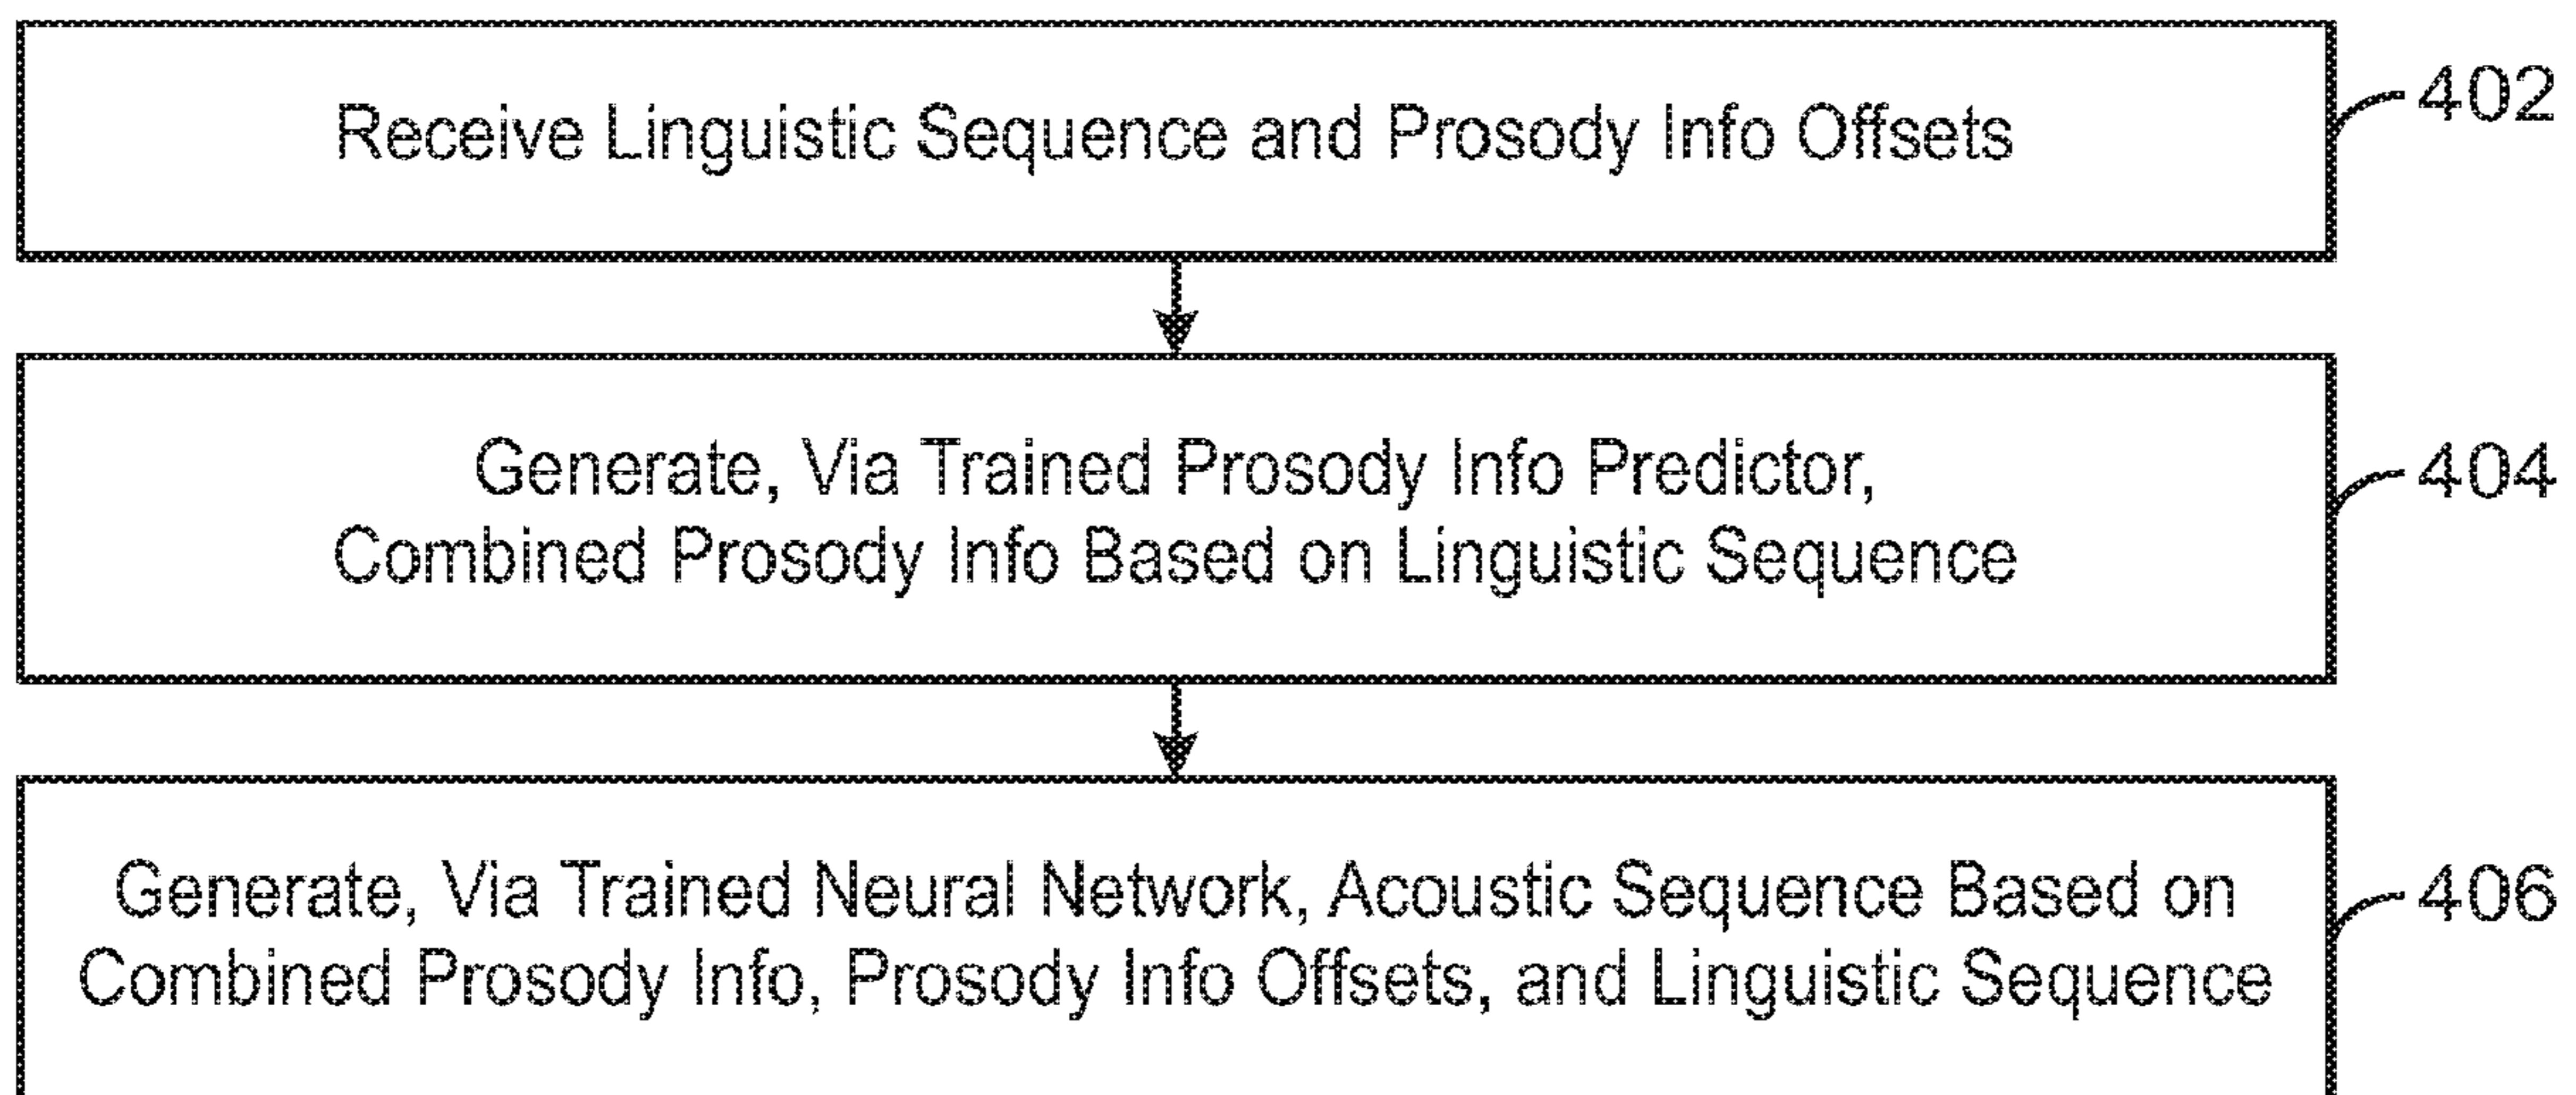 Receive Linguistic Sequence and Prosody Info Offsets
402
Generate, Via Trained Prosody Info Predictor,
Combined Prosody Info Based on Linguistic Sequence
404
Generate, Via Trained Neural Network, Acoustic Sequence Based on
Combined Prosody Info, Prosody Info Offsets, and Linguistic Sequence
406